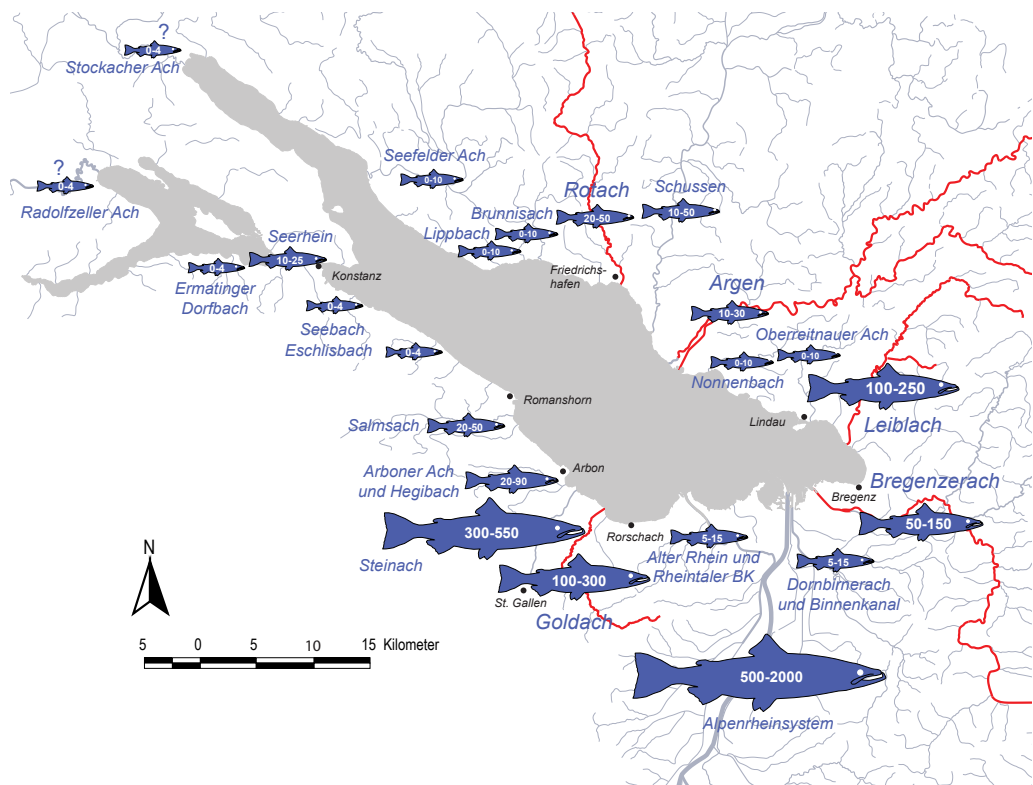 ?
0-4
Stockacher Ach
?
0-4
Radolfzeller Ach
Seefelder Ach
0-10
Brunnisach
0-10
Lippbach
0-10
Rotach
20-50
Schussen
10-50
Seerhein
10-25
0-4
Ermatinger
Dorfbach
Konstanz
Friedrichs-
hafen
0-4
Seebach
Eschlisbach
0-4
Argen
10-30
Oberreitnauer Ach
0-10
0-10
Nonnenbach
100-250
Leiblach
Romanshorn
Lindau
Salmsach
20-50
Arbon
Arboner Ach
und Hegibach
20-90
Bregenzerach
Bregenz
50-150
300-550
Steinach
Rorschach
5-15
Alter Rhein und
Rheintaler BK
5-15
Dornbirnerach
und Binnenkanal
100-300
St. Gallen
Goldach
N
5 0 5 10 15 Kilometer
500-2000
Alpenrheinsystem